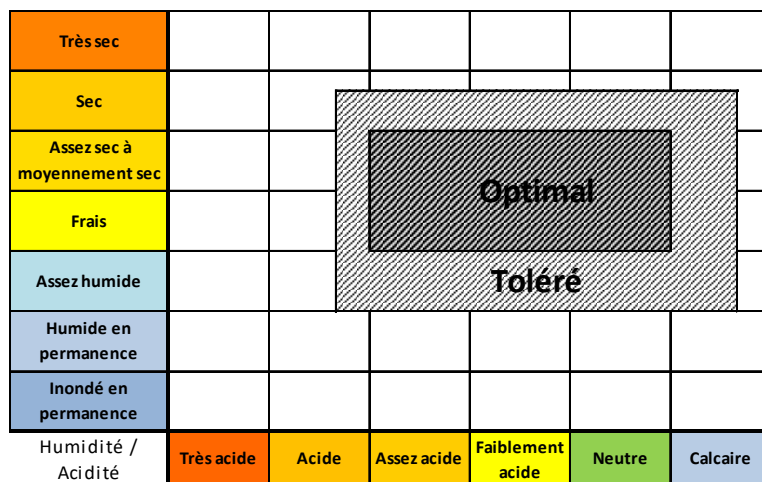 Très sec
Sec
Assez sec à
moyennement sec
Optimal
Frais
Assez humide
Toléré
Humide en
permanence
Inondé en
permanence
Humidité /
Acidité
Très acide
Acide
Assez acide
Faiblement
acide
Neutre
Calcaire